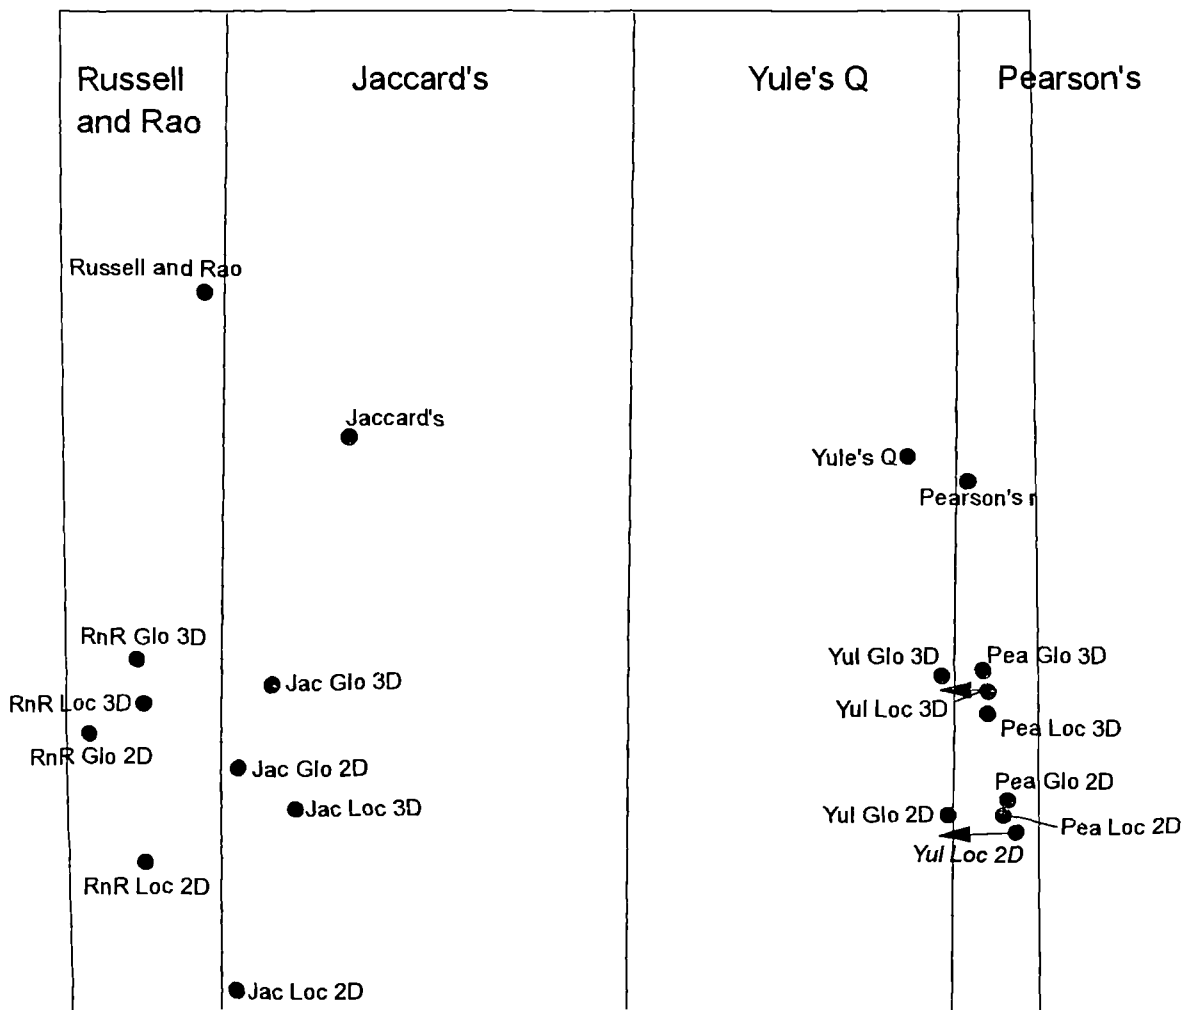 Russell
and Rao
Jaccard's
Yule's Q
Pearson's
Russell and Rao
Jaccard's
Yule's Q
Pearson's r
RnR Glo 3D
Yul Glo 3D
Pea Glo 3D
Jac Glo 3D
RnR Loc 3D
Yul Loc 3D
Pea Loc 3D
RnR Glo 2D
Jac Glo 2D
Pea Glo 2D
Jac Loc 3D
Yul Glo 2D
Pea Loc 2D
Yul Loc 2D
RnR Loc 2D
Jac Loc 2D